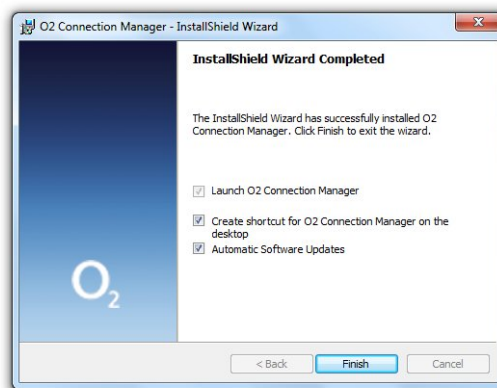 O2 Connection Manager - InstallShield Wizard
InstallShield Wizard Completed
The InstallShield Wizard has successfully installed O2
Connection Manager. Click Finish to exit the wizard.
Launch O2 Connection Manager
Create shortcut for O2 Connection Manager on the
desktop
Automatic Software Updates
O2
< Back Finish Cancel